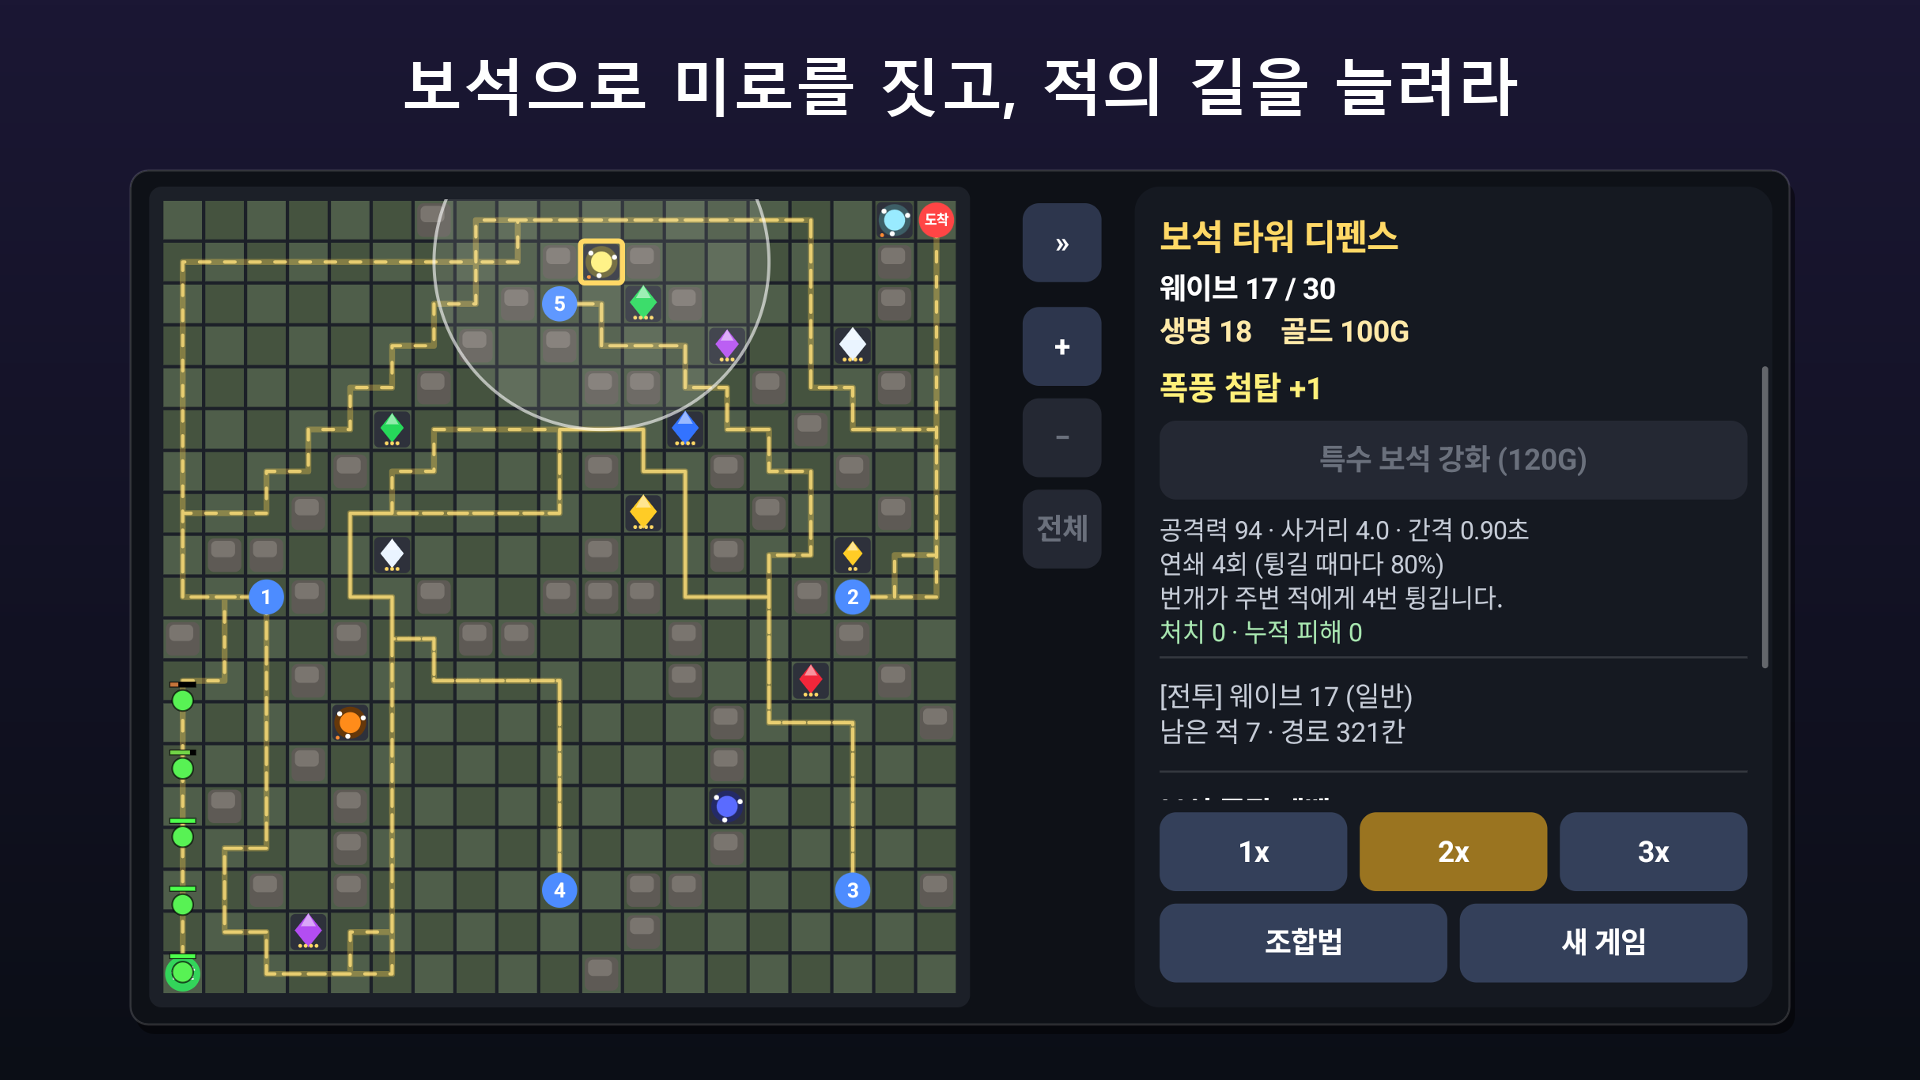 보석으로 미로를 짓고, 적의 길을 늘려라
도착
5
1
2
4
3
»
+
−
전체
보석 타워 디펜스
웨이브 17 / 30
생명 18 골드 100G
폭풍 첨탑 +1
특수 보석 강화 (120G)
공격력 94 · 사거리 4.0 · 간격 0.90초
연쇄 4회 (튕길 때마다 80%)
번개가 주변 적에게 4번 튕깁니다.
처치 0 · 누적 피해 0
[전투] 웨이브 17 (일반)
남은 적 7 · 경로 321칸
1x 2x 3x
조합법 새 게임